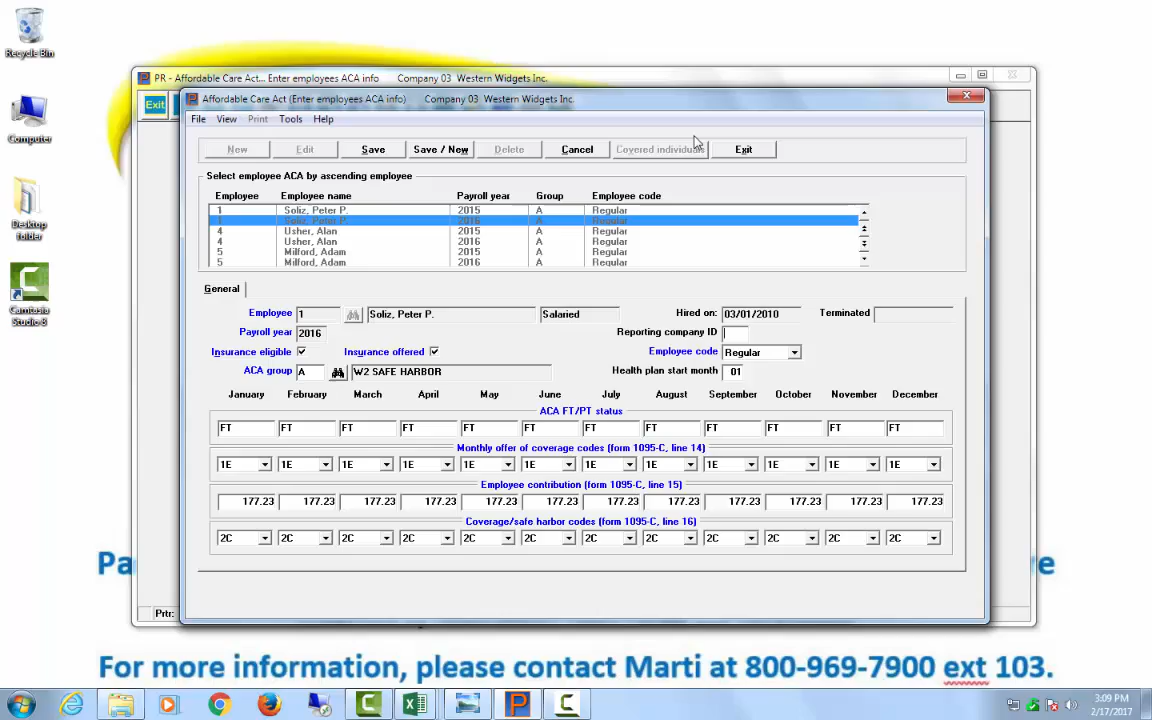 Recycle Bin
Computer
Desktop
folder
Camtasia
Studio 8
PR - Affordable Care Act... Enter employees ACA info Company 03 Western Widgets Inc.
Exit
Affordable Care Act (Enter employees ACA info) Company 03 Western Widgets Inc.
File View Print Tools Help
New Edit Save Save / New Delete Cancel Covered individuals Exit
Select employee ACA by ascending employee
Employee Employee name Payroll year Group Employee code
1 Soliz, Peter P. 2015 A Regular
1 Soliz, Peter P. 2016 A Regular
4 Usher, Alan 2015 A Regular
4 Usher, Alan 2016 A Regular
5 Milford, Adam 2015 A Regular
5 Milford, Adam 2016 A Regular
General
Employee 1 Soliz, Peter P. Salaried Hired on: 03/01/2010 Terminated
Payroll year 2016 Reporting company ID
Insurance eligible Insurance offered Employee code Regular
ACA group A W2 SAFE HARBOR Health plan start month 01
January February March April May June July August September October November December
ACA FT/PT status
FT FT FT FT FT FT FT FT FT FT FT FT
Monthly offer of coverage codes (form 1095-C, line 14)
1E 1E 1E 1E 1E 1E 1E 1E 1E 1E 1E 1E
Employee contribution (form 1095-C, line 15)
177.23 177.23 177.23 177.23 177.23 177.23 177.23 177.23 177.23 177.23 177.23 177.23
Coverage/safe harbor codes (form 1095-C, line 16)
2C 2C 2C 2C 2C 2C 2C 2C 2C 2C 2C 2C
Pa re
Prtr:
For more information, please contact Marti at 800-969-7900 ext 103.
3:09 PM
2/17/2017